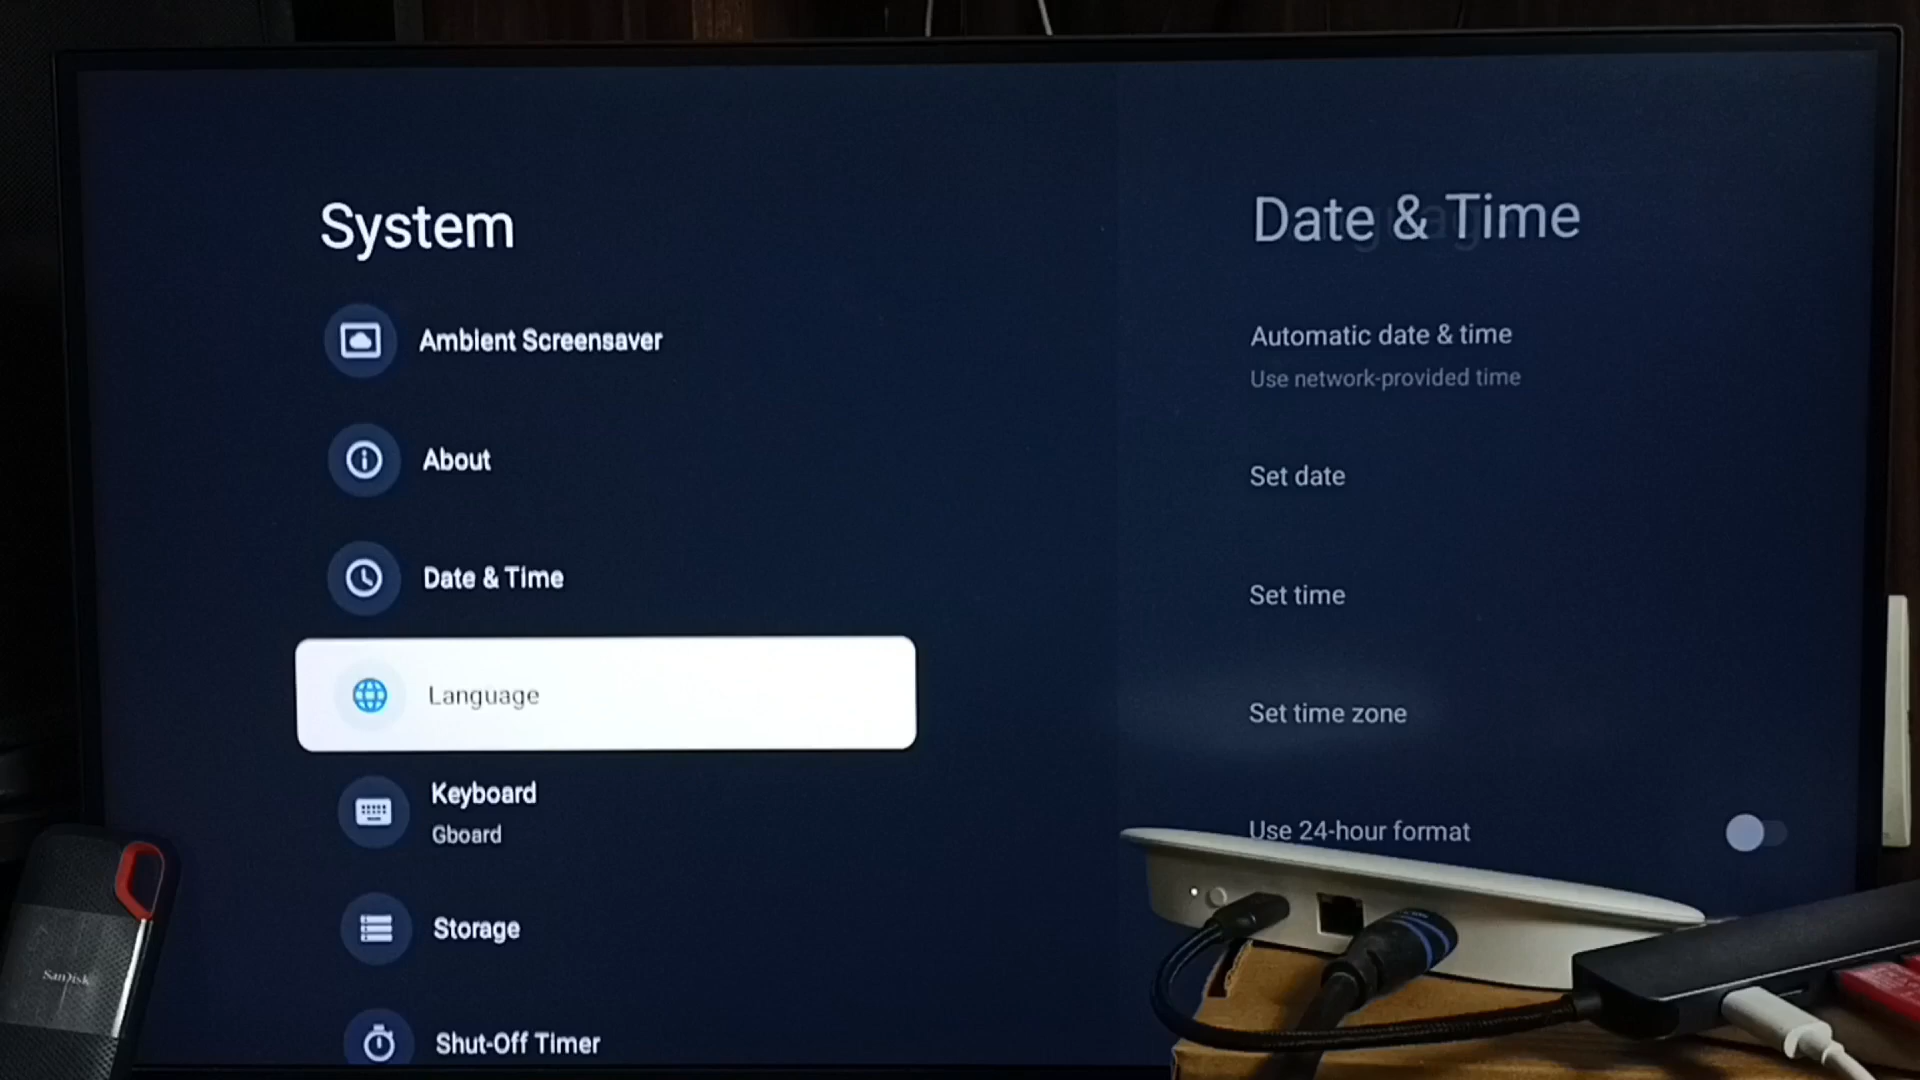 System
Ambient Screensaver
About
Date & Time
Language
Keyboard
Gboard
Storage
Shut-Off Timer
Date & Time
Automatic date & time
Use network-provided time
Set date
Set time
Set time zone
Use 24-hour format
SanDisk